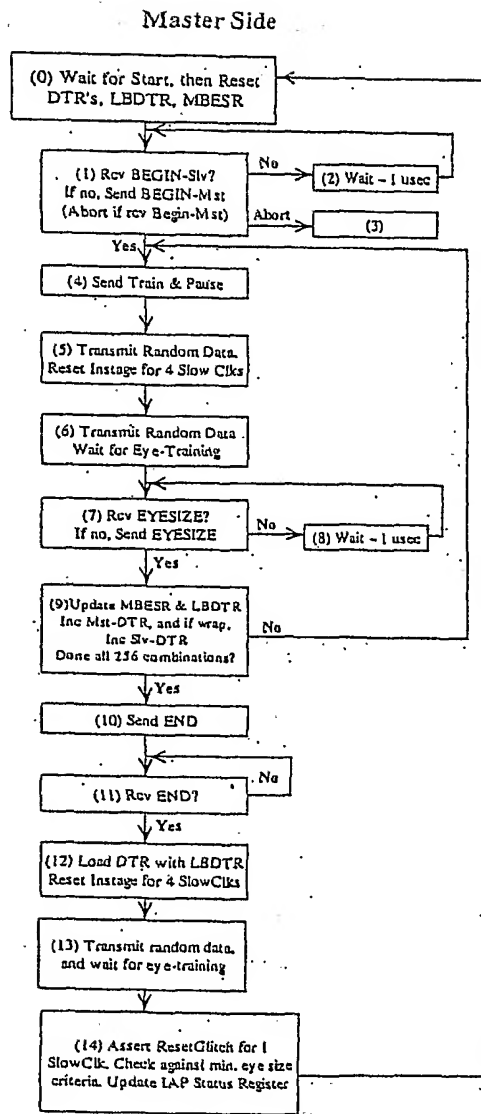 Master Side
(0) Wait for Start, then Reset
DTR's, LBDTR, MBESR
(1) Rcv BEGIN-Slv?
If no, Send BEGIN-Mst
(Abort if rcv Begin-Mst)
No
(2) Wait ~ 1 usec
Abort
(3)
Yes
(4) Send Train & Pause
(5) Transmit Random Data.
Reset Instage for 4 Slow Clks
(6) Transmit Random Data
Wait for Eye-Training
(7) Rcv EYESIZE?
If no, Send EYESIZE
No
(8) Wait ~ 1 usec
Yes
(9)Update MBESR & LBDTR
Inc Mst-DTR, and if wrap,
Inc Slv-DTR
Done all 256 combinations?
No
Yes
(10) Send END
(11) Rcv END?
No
Yes
(12) Load DTR with LBDTR
Reset Instage for 4 SlowClks
(13) Transmit random data,
and wait for eye-training
(14) Assert ResetGlitch for 1
SlowClk. Check against min. eye size
criteria. Update IAP Status Register